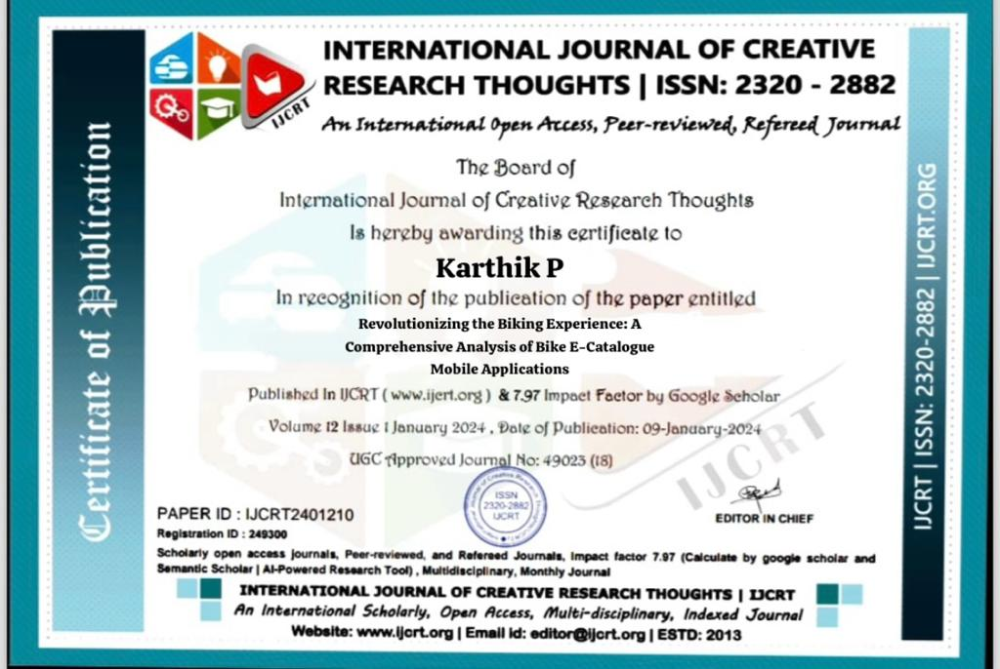 Certificate of Publication
IJCRT
INTERNATIONAL JOURNAL OF CREATIVE
RESEARCH THOUGHTS | ISSN: 2320 - 2882
An International Open Access, Peer-reviewed, Refereed Journal
The Board of
International Journal of Creative Research Thoughts
Is hereby awarding this certificate to
Karthik P
In recognition of the publication of the paper entitled
Revolutionizing the Biking Experience: A
Comprehensive Analysis of Bike E-Catalogue
Mobile Applications
Published In IJCRT ( www.ijcrt.org ) & 7.97 Impact Factor by Google Scholar
Volume 12 Issue 1 January 2024 , Date of Publication: 09-January-2024
UGC Approved Journal No: 49023 (18)
IJCRT
ISSN
2320-2882
IJCRT
PAPER ID : IJCRT2401210
Registration ID : 249300
EDITOR IN CHIEF
Scholarly open access journals, Peer-reviewed, and Refereed Journals, Impact factor 7.97 (Calculate by google scholar and
Semantic Scholar | AI-Powered Research Tool) , Multidisciplinary, Monthly Journal
INTERNATIONAL JOURNAL OF CREATIVE RESEARCH THOUGHTS | IJCRT
An International Scholarly, Open Access, Multi-disciplinary, Indexed Journal
Website: www.ijcrt.org | Email id: editor@ijcrt.org | ESTD: 2013
IJCRT | ISSN: 2320-2882 | IJCRT.ORG